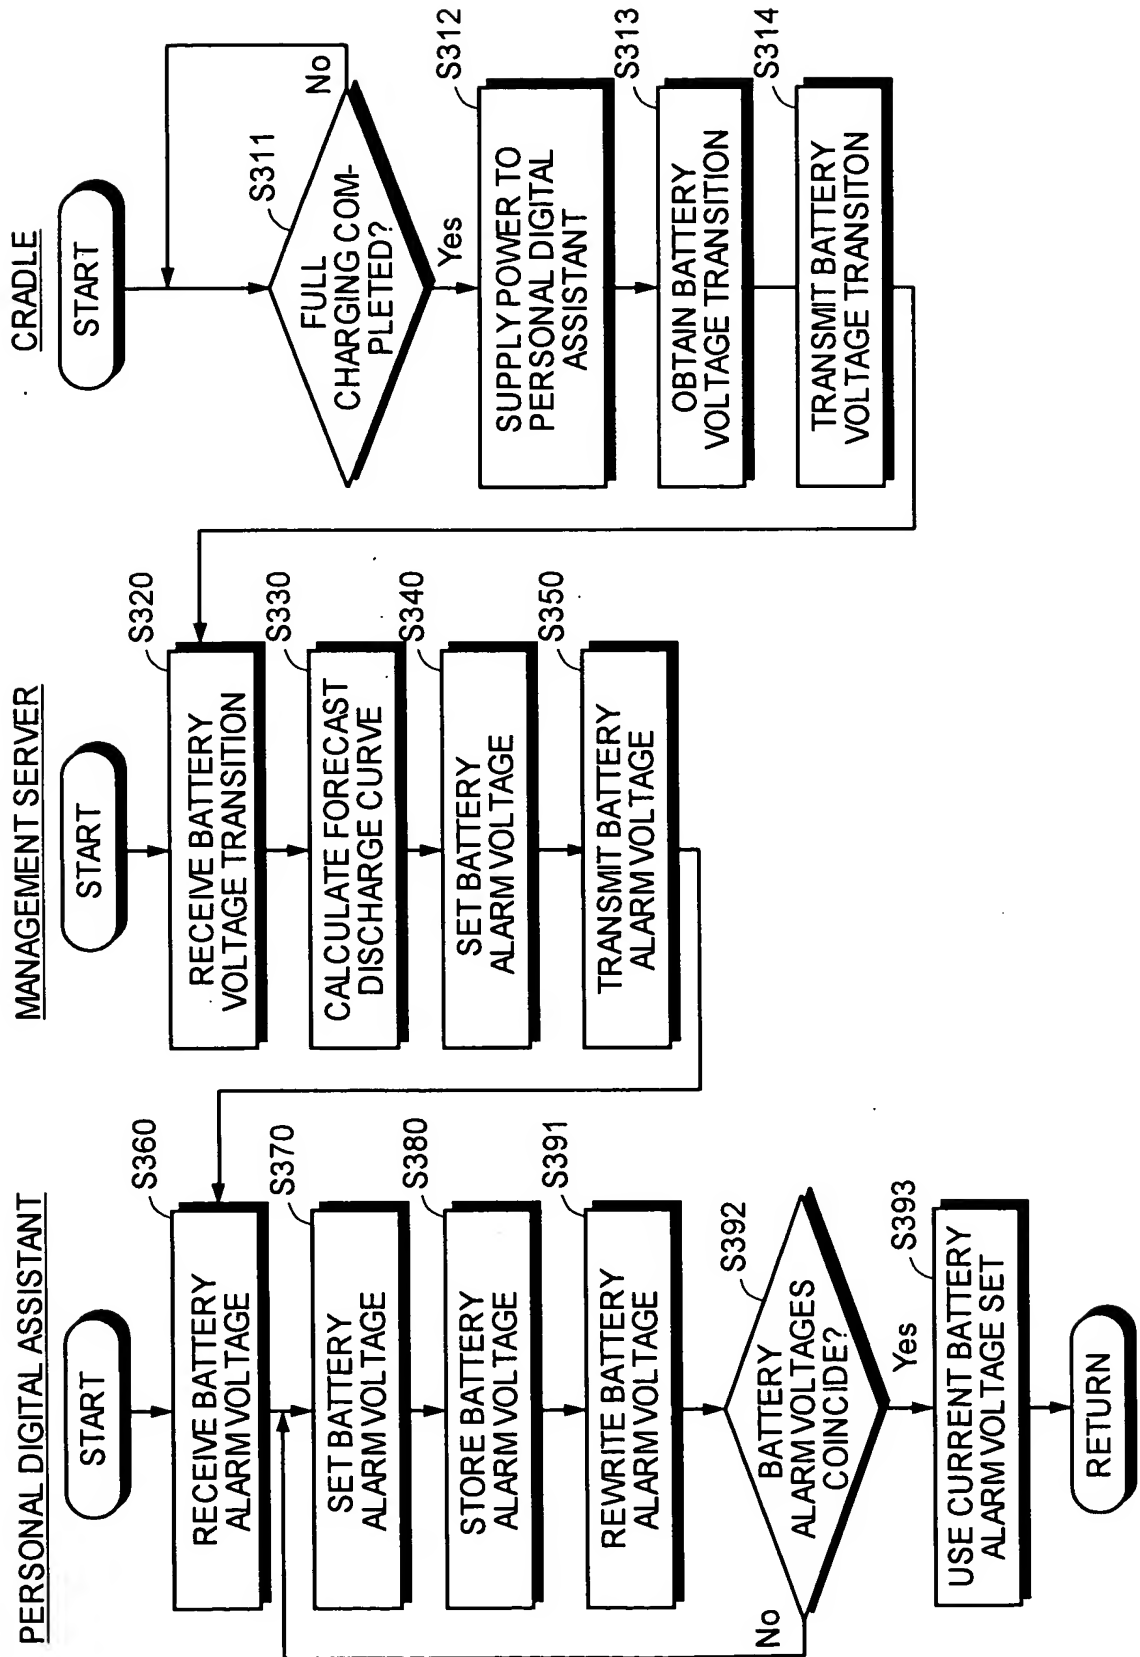 PERSONAL DIGITAL ASSISTANT
START
RECEIVE BATTERY
ALARM VOLTAGE
S360
SET BATTERY
ALARM VOLTAGE
S370
STORE BATTERY
ALARM VOLTAGE
S380
REWRITE BATTERY
ALARM VOLTAGE
S391
BATTERY
ALARM VOLTAGES
COINCIDE?
S392
No
Yes
USE CURRENT BATTERY
ALARM VOLTAGE SET
S393
RETURN
MANAGEMENT SERVER
START
RECEIVE BATTERY
VOLTAGE TRANSITION
S320
CALCULATE FORECAST
DISCHARGE CURVE
S330
SET BATTERY
ALARM VOLTAGE
S340
TRANSMIT BATTERY
ALARM VOLTAGE
S350
CRADLE
START
FULL
CHARGING COM-
PLETED?
S311
No
Yes
SUPPLY POWER TO
PERSONAL DIGITAL
ASSISTANT
S312
OBTAIN BATTERY
VOLTAGE TRANSITION
S313
TRANSMIT BATTERY
VOLTAGE TRANSITON
S314